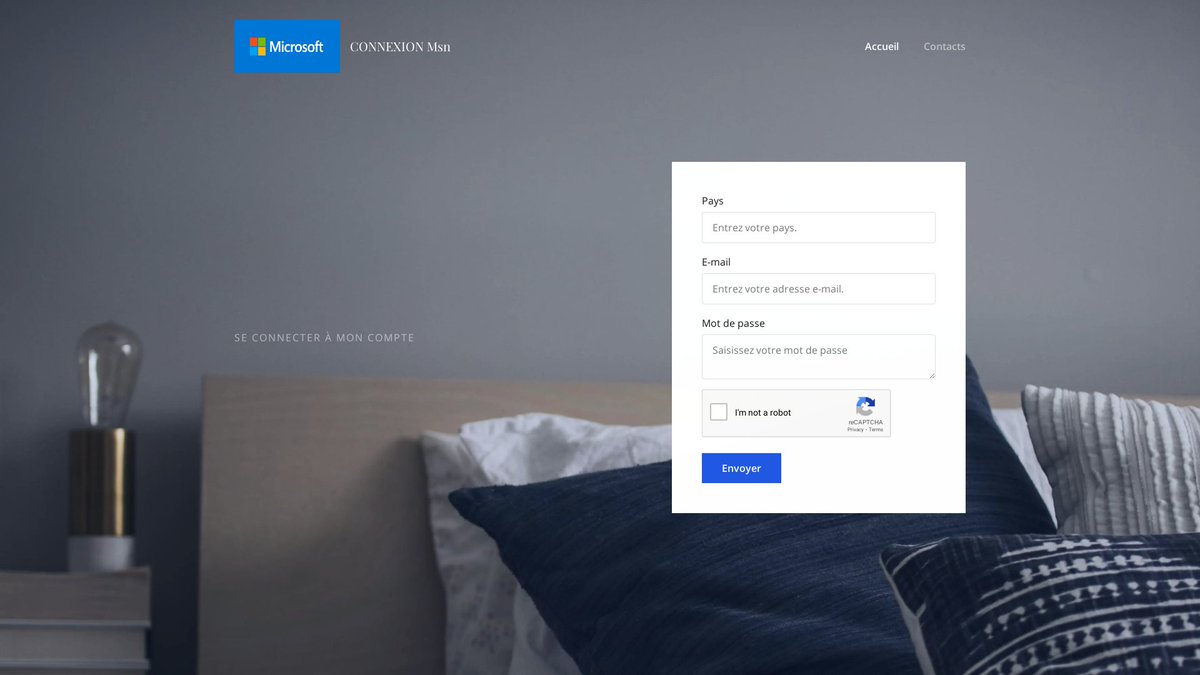 Microsoft
CONNEXION Msn
Accueil
Contacts
SE CONNECTER À MON COMPTE
Pays
Entrez votre pays.
E-mail
Entrez votre adresse e-mail.
Mot de passe
Saisissez votre mot de passe
I'm not a robot
reCAPTCHA
Privacy - Terms
Envoyer